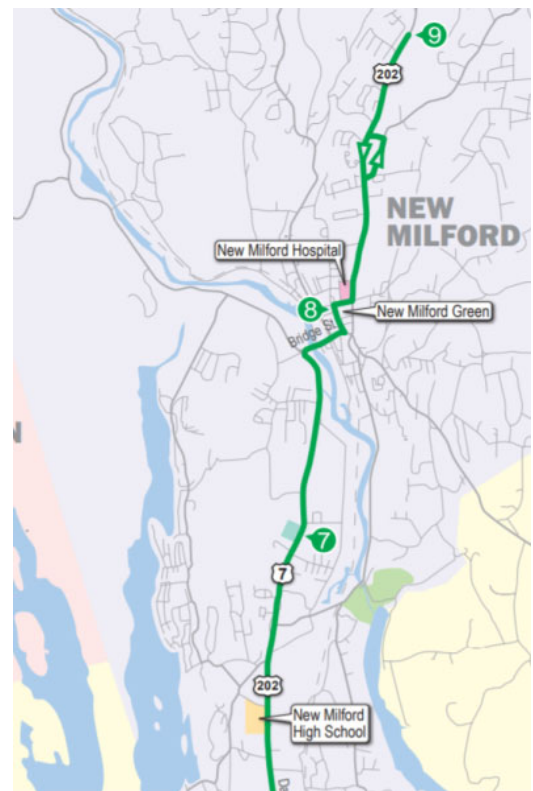 9
202
NEW
MILFORD
New Milford Hospital
8
New Milford Green
Bridge St
N
7
7
202
New Milford
High School
De